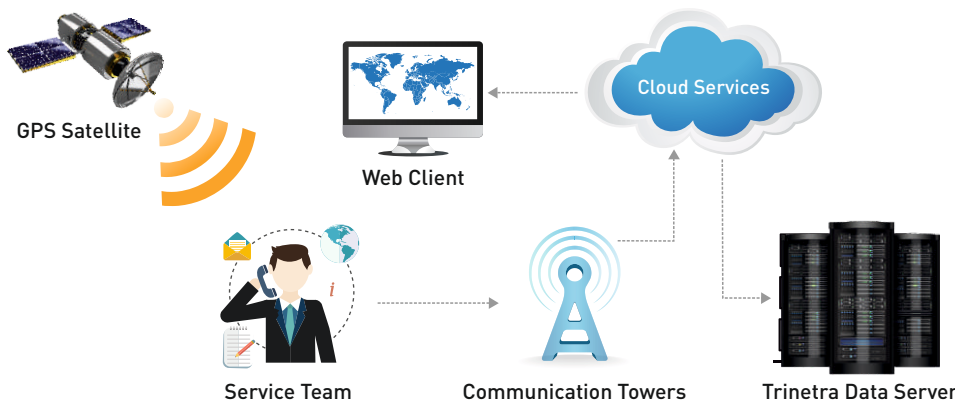 Cloud Services
GPS Satellite
Web Client
i
Service Team
Communication Towers
Trinetra Data Server